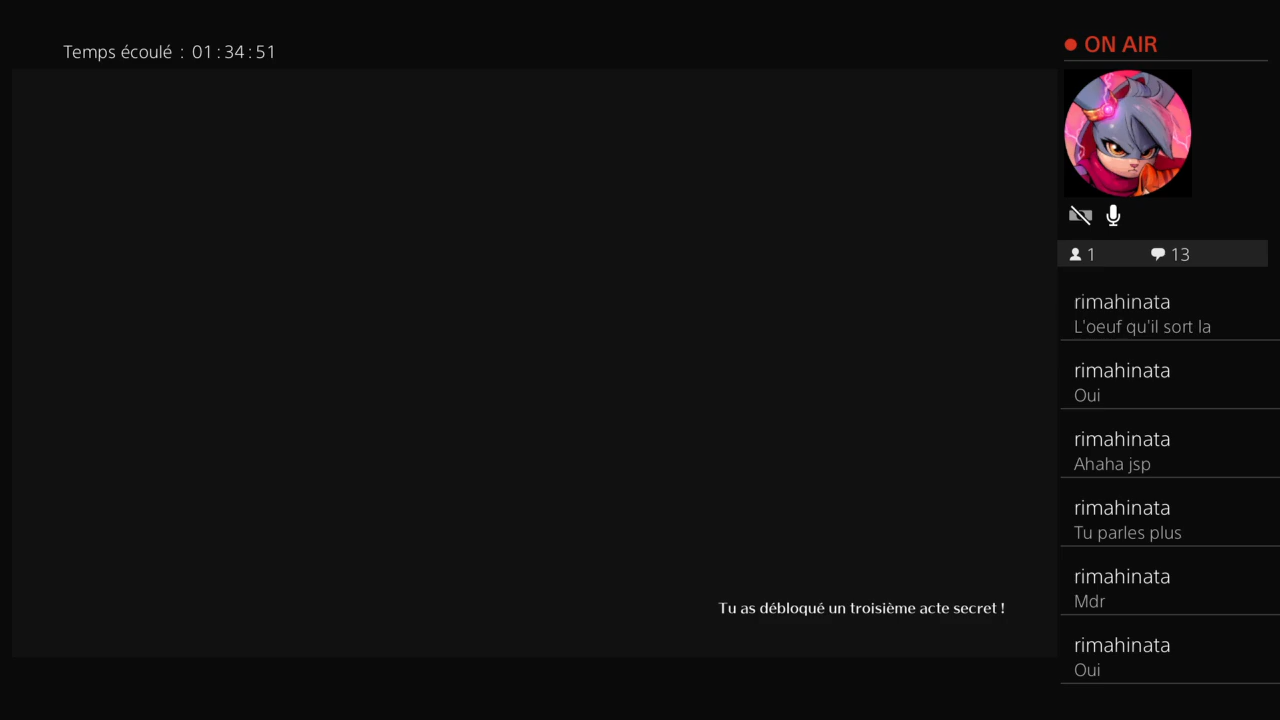 Temps écoulé : 01:34:51
ON AIR
1
13
rimahinata
L'oeuf qu'il sort la
rimahinata
Oui
rimahinata
Ahaha jsp
rimahinata
Tu parles plus
rimahinata
Mdr
rimahinata
Oui
Tu as débloqué un troisième acte secret !